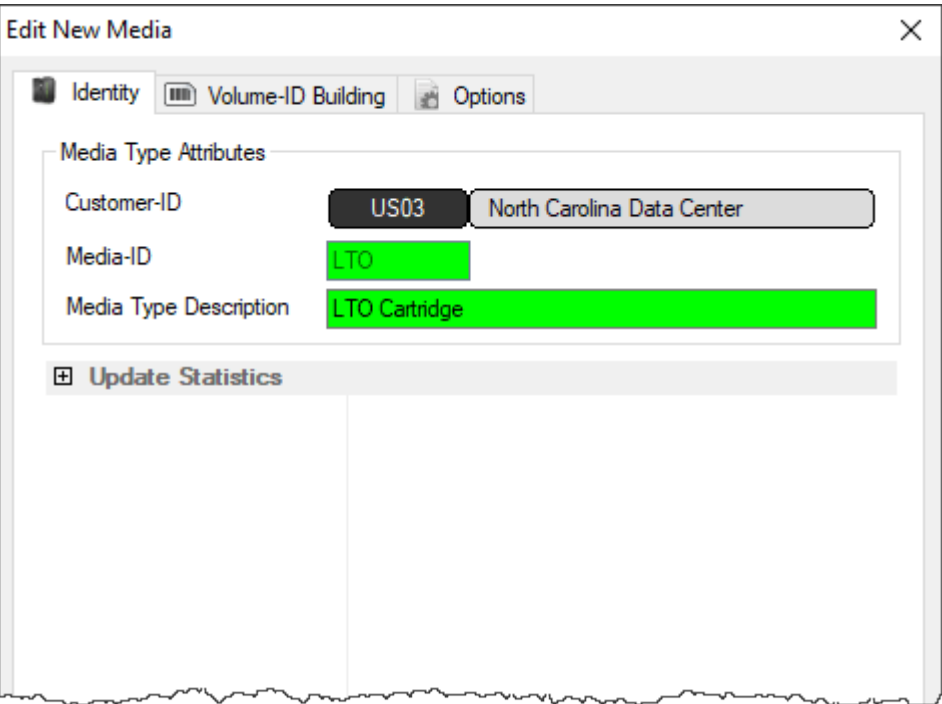 Edit New Media
Identity Volume-ID Building Options
Media Type Attributes
Customer-ID US03 North Carolina Data Center
Media-ID LTO
Media Type Description LTO Cartridge
Update Statistics